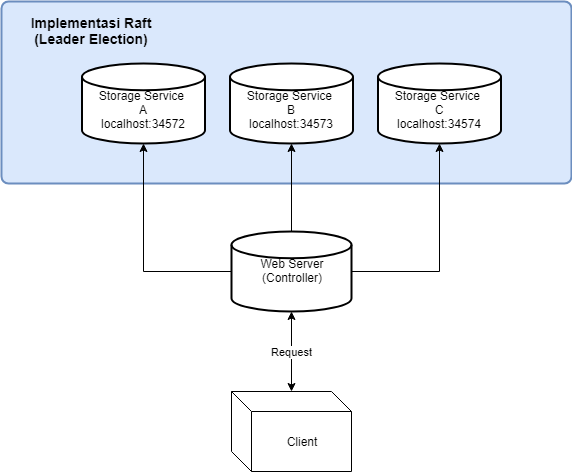 Implementasi Raft
(Leader Election)
Storage Service
A
localhost:34572
Storage Service
B
localhost:34573
Storage Service
C
localhost:34574
Web Server
(Controller)
Request
Client